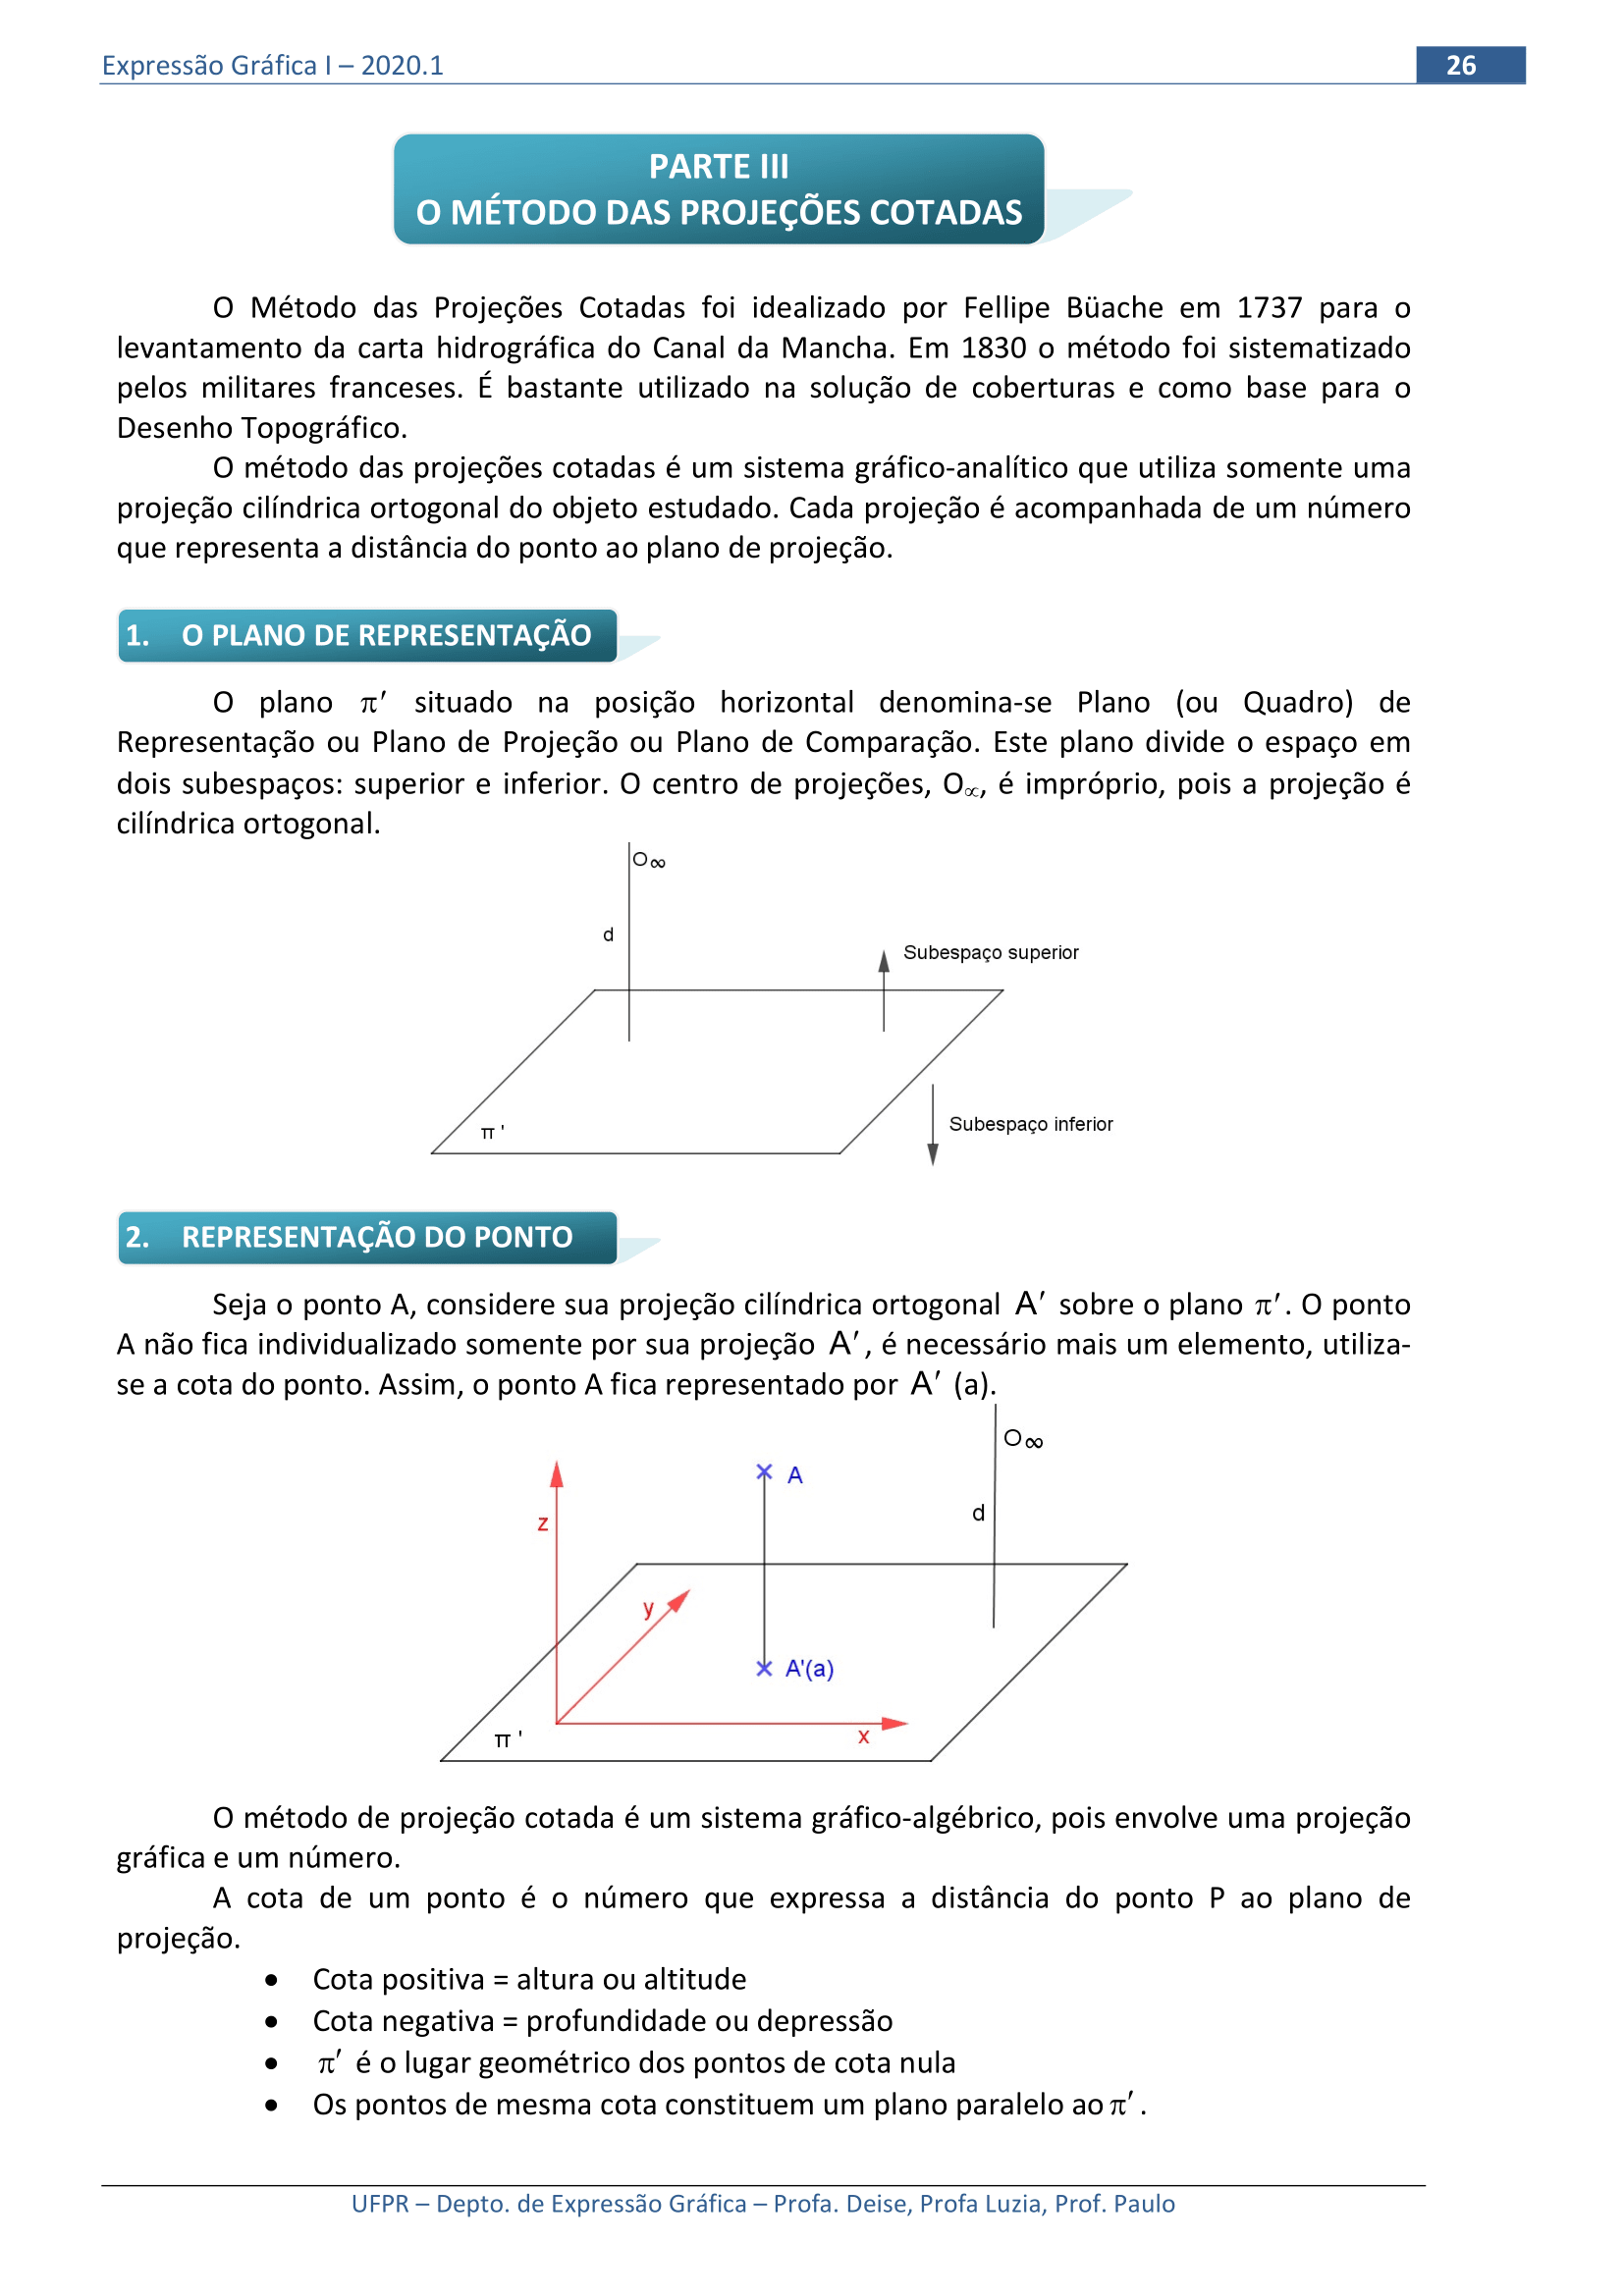 Expressão Gráfica I – 2020.1
26
PARTE III
O MÉTODO DAS PROJEÇÕES COTADAS
O Método das Projeções Cotadas foi idealizado por Fellipe Büache em 1737 para o
levantamento da carta hidrográfica do Canal da Mancha. Em 1830 o método foi sistematizado
pelos militares franceses. É bastante utilizado na solução de coberturas e como base para o
Desenho Topográfico.
O método das projeções cotadas é um sistema gráfico-analítico que utiliza somente uma
projeção cilíndrica ortogonal do objeto estudado. Cada projeção é acompanhada de um número
que representa a distância do ponto ao plano de projeção.
1. O PLANO DE REPRESENTAÇÃO
O plano π′ situado na posição horizontal denomina-se Plano (ou Quadro) de
Representação ou Plano de Projeção ou Plano de Comparação. Este plano divide o espaço em
dois subespaços: superior e inferior. O centro de projeções, O∝, é impróprio, pois a projeção é
cilíndrica ortogonal.
O∞
d
Subespaço superior
π '
Subespaço inferior
2. REPRESENTAÇÃO DO PONTO
Seja o ponto A, considere sua projeção cilíndrica ortogonal A′ sobre o plano π′. O ponto
A não fica individualizado somente por sua projeção A′, é necessário mais um elemento, utiliza-
se a cota do ponto. Assim, o ponto A fica representado por A′ (a).
O∞
A
d
z
y
A'(a)
π '
x
O método de projeção cotada é um sistema gráfico-algébrico, pois envolve uma projeção
gráfica e um número.
A cota de um ponto é o número que expressa a distância do ponto P ao plano de
projeção.
• Cota positiva = altura ou altitude
• Cota negativa = profundidade ou depressão
• π′ é o lugar geométrico dos pontos de cota nula
• Os pontos de mesma cota constituem um plano paralelo ao π′.
UFPR – Depto. de Expressão Gráfica – Profa. Deise, Profa Luzia, Prof. Paulo